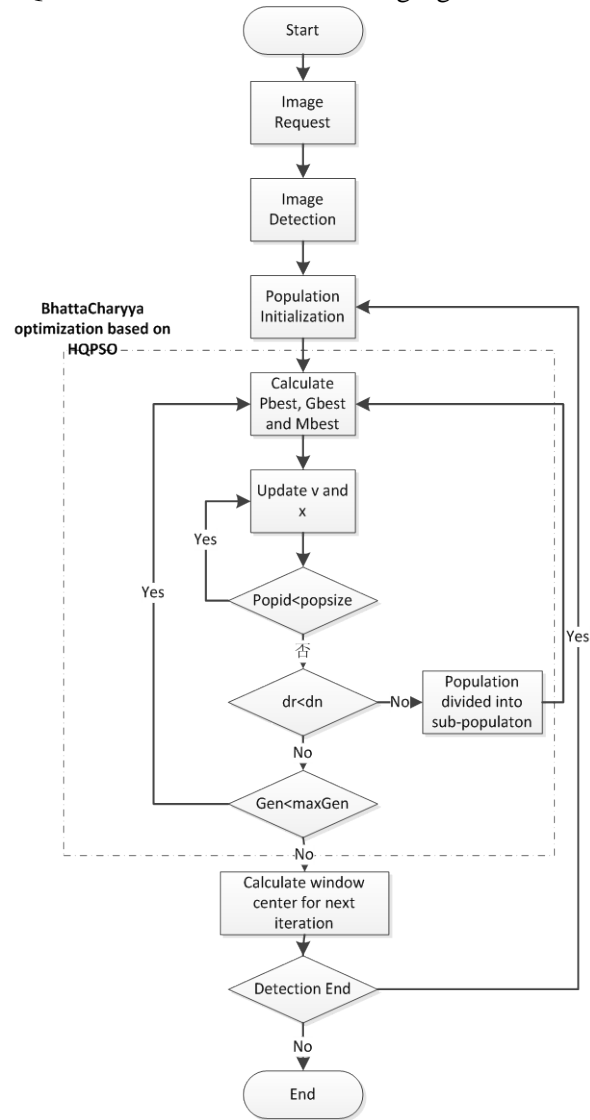 Start
Image
Request
Image
Detection
Population
Initialization
BhattaCharyya
optimization based on
HQPSO
Calculate
Pbest, Gbest
and Mbest
Update v and
x
Yes
Popid<popsize
Yes
否
Yes
dr<dn
No
Population
divided into
sub-populaton
No
Gen<maxGen
No
Calculate window
center for next
iteration
Detection End
No
End